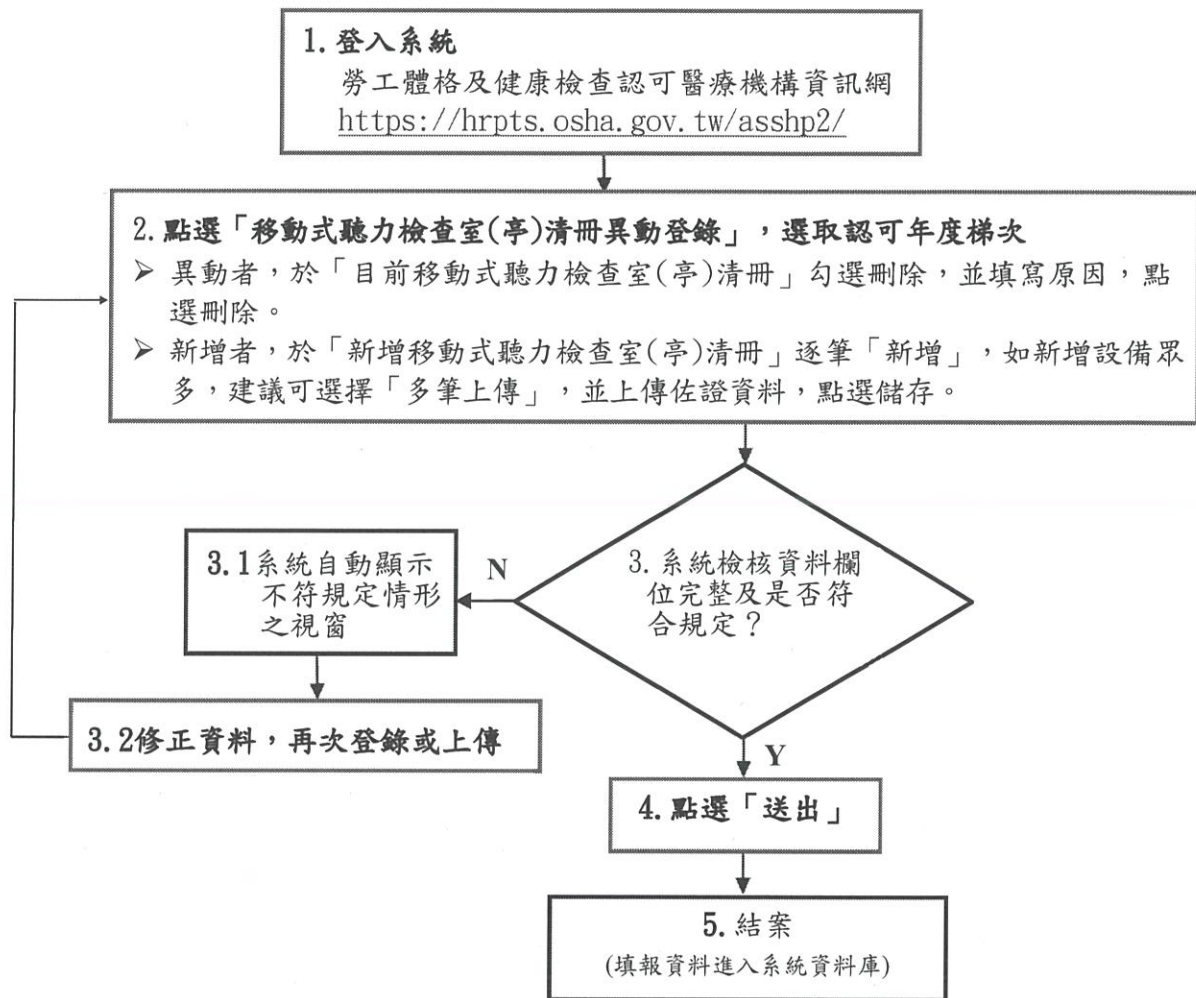 1.登入系統
勞工體格及健康檢查認可醫療機構資訊網
https://hrpts.osha.gov.tw/asshp2/
2.點選「移動式聽力檢查室(亭)清冊異動登錄」，選取認可年度梯次
➢ 異動者，於「目前移動式聽力檢查室(亭)清冊」勾選刪除，並填寫原因，點
選刪除。
➢ 新增者，於「新增移動式聽力檢查室(亭)清冊」逐筆「新增」，如新增設備眾
多，建議可選擇「多筆上傳」，並上傳佐證資料，點選儲存。
3.系統檢核資料欄
位完整及是否符
合規定？
N
3.1系統自動顯示
不符規定情形
之視窗
3.2修正資料，再次登錄或上傳
Y
4.點選「送出」
5.結案
(填報資料進入系統資料庫)